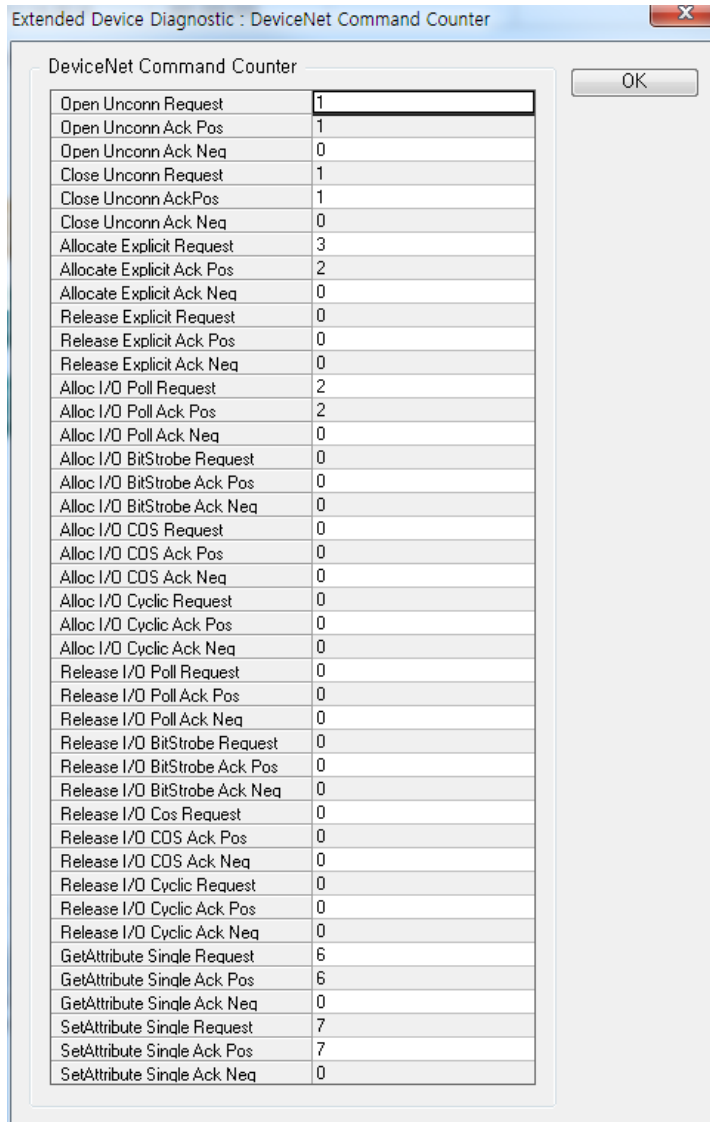 Extended Device Diagnostic : DeviceNet Command Counter
X
DeviceNet Command Counter
OK
Open Unconn Request 1
Open Unconn Ack Pos 1
Open Unconn Ack Neg 0
Close Unconn Request 1
Close Unconn AckPos 1
Close Unconn Ack Neg 0
Allocate Explicit Request 3
Allocate Explicit Ack Pos 2
Allocate Explicit Ack Neg 0
Release Explicit Request 0
Release Explicit Ack Pos 0
Release Explicit Ack Neg 0
Alloc I/O Poll Request 2
Alloc I/O Poll Ack Pos 2
Alloc I/O Poll Ack Neg 0
Alloc I/O BitStrobe Request 0
Alloc I/O BitStrobe Ack Pos 0
Alloc I/O BitStrobe Ack Neg 0
Alloc I/O COS Request 0
Alloc I/O COS Ack Pos 0
Alloc I/O COS Ack Neg 0
Alloc I/O Cyclic Request 0
Alloc I/O Cyclic Ack Pos 0
Alloc I/O Cyclic Ack Neg 0
Release I/O Poll Request 0
Release I/O Poll Ack Pos 0
Release I/O Poll Ack Neg 0
Release I/O BitStrobe Request 0
Release I/O BitStrobe Ack Pos 0
Release I/O BitStrobe Ack Neg 0
Release I/O Cos Request 0
Release I/O COS Ack Pos 0
Release I/O COS Ack Neg 0
Release I/O Cyclic Request 0
Release I/O Cyclic Ack Pos 0
Release I/O Cyclic Ack Neg 0
GetAttribute Single Request 6
GetAttribute Single Ack Pos 6
GetAttribute Single Ack Neg 0
SetAttribute Single Request 7
SetAttribute Single Ack Pos 7
SetAttribute Single Ack Neg 0